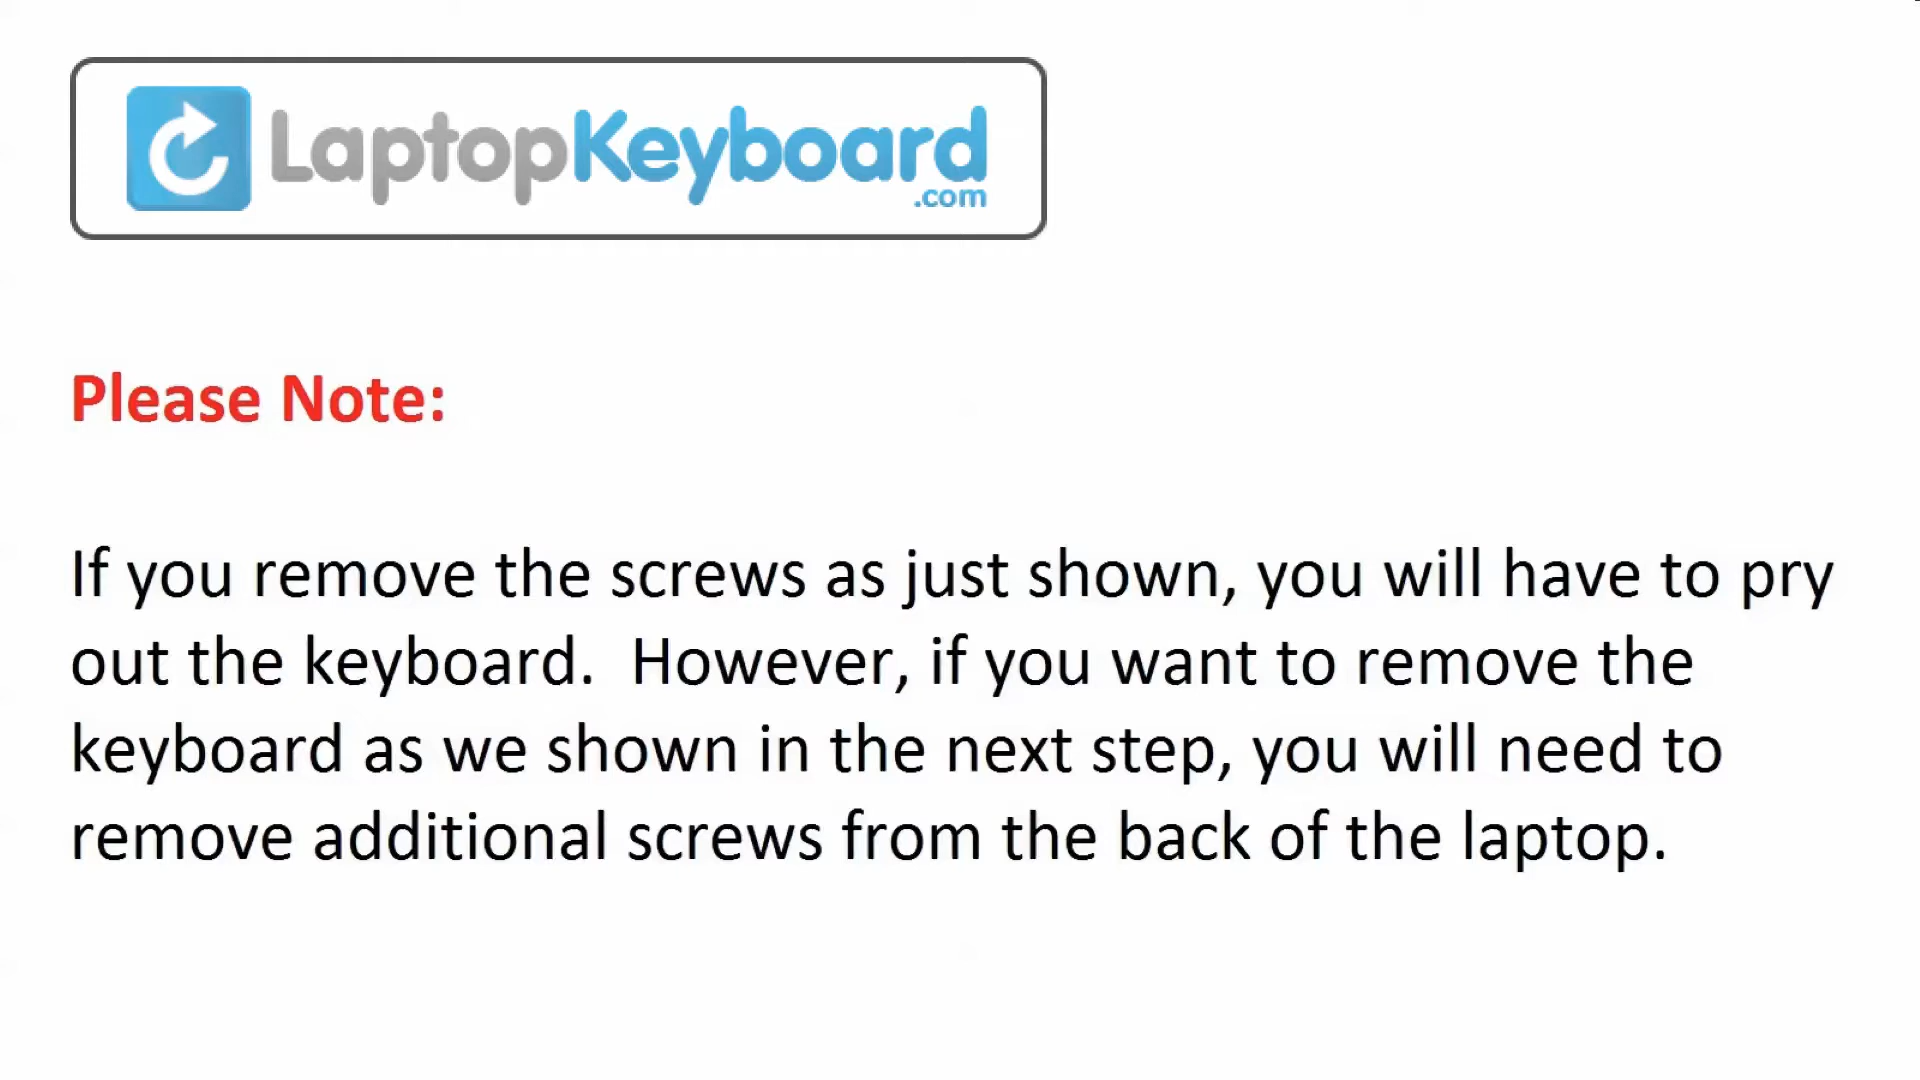 LaptopKeyboard
.com
Please Note:
If you remove the screws as just shown, you will have to pry
out the keyboard.  However, if you want to remove the
keyboard as we shown in the next step, you will need to
remove additional screws from the back of the laptop.